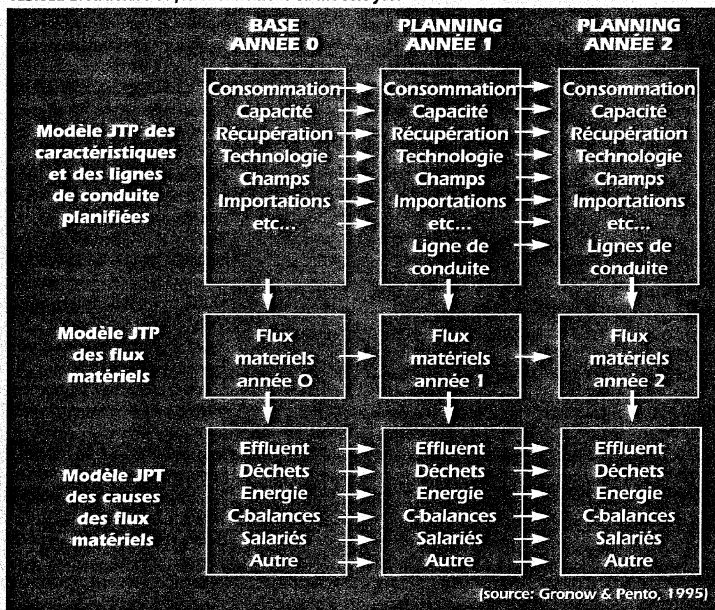 BASE
ANNÉE 0
PLANNING
ANNÉE 1
PLANNING
ANNÉE 2
Modèle JTP des
caractéristiques
et des lignes
de conduite
planifiées
Consommation
Capacité
Récupération
Technologie
Champs
Importations
etc...
Consommation
Capacité
Récupération
Technologie
Champs
Importations
etc...
Ligne de
conduite
Consommation
Capacité
Récupération
Technologie
Champs
Importations
etc...
Lignes de
conduite
Modèle JTP
des flux
matériels
Flux
materiels
année O
Flux
matériels
année 1
Flux
matériels
année 2
Modèle JPT
des causes
des flux
matériels
Effluent
Déchets
Energie
C-balances
Salariés
Autre
Effluent
Déchets
Energie
C-balances
Salariés
Autre
Effluent
Déchets
Energie
C-balances
Salariés
Autre
(source: Gronow & Pento, 1995)